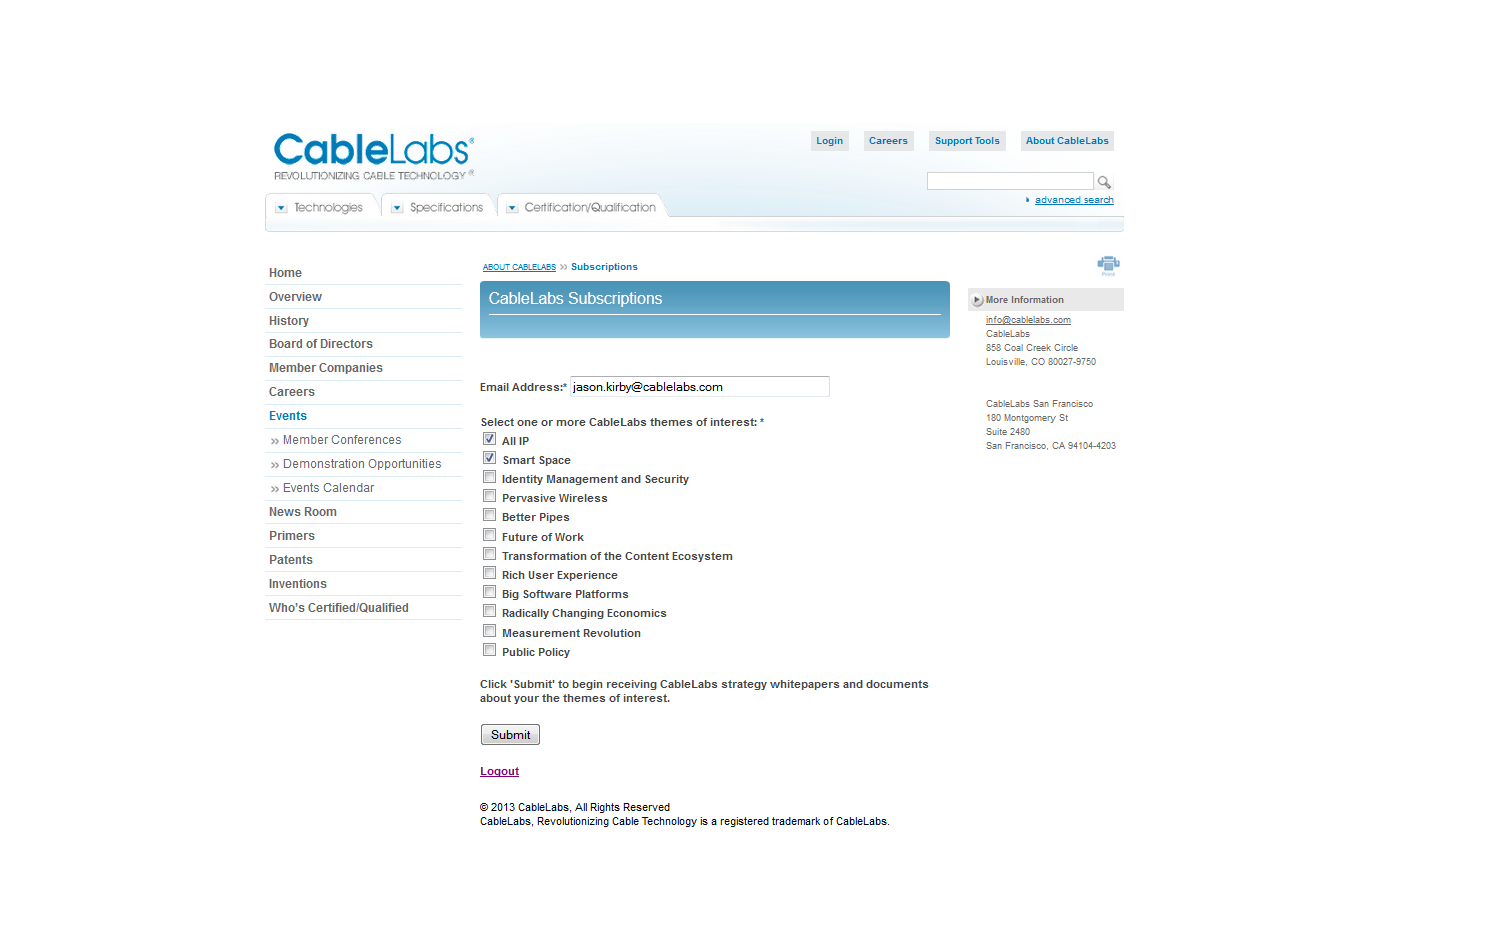 CableLabs®
REVOLUTIONIZING CABLE TECHNOLOGY®
Login
Careers
Support Tools
About CableLabs
advanced search
Technologies
Specifications
Certification/Qualification
Home
Overview
History
Board of Directors
Member Companies
Careers
Events
» Member Conferences
» Demonstration Opportunities
» Events Calendar
News Room
Primers
Patents
Inventions
Who's Certified/Qualified
ABOUT CABLELABS » Subscriptions
CableLabs Subscriptions
Email Address:* jason.kirby@cablelabs.com
Select one or more CableLabs themes of interest: *
All IP
Smart Space
Identity Management and Security
Pervasive Wireless
Better Pipes
Future of Work
Transformation of the Content Ecosystem
Rich User Experience
Big Software Platforms
Radically Changing Economics
Measurement Revolution
Public Policy
Click 'Submit' to begin receiving CableLabs strategy whitepapers and documents
about your the themes of interest.
Submit
Logout
© 2013 CableLabs, All Rights Reserved
CableLabs, Revolutionizing Cable Technology is a registered trademark of CableLabs.
Print
More Information
info@cablelabs.com
CableLabs
858 Coal Creek Circle
Louisville, CO 80027-9750
CableLabs San Francisco
180 Montgomery St
Suite 2480
San Francisco, CA 94104-4203